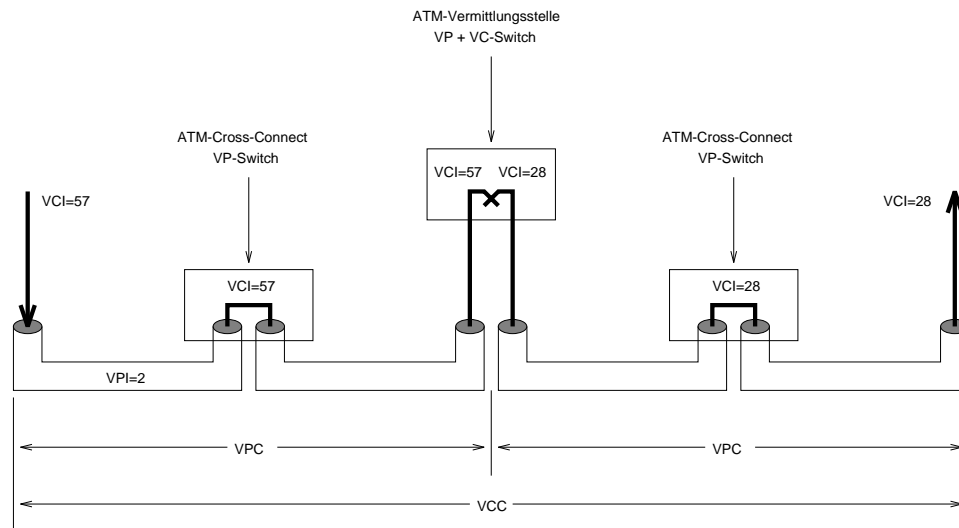 ATM-Vermittlungsstelle
VP + VC-Switch
ATM-Cross-Connect
VP-Switch
ATM-Cross-Connect
VP-Switch
VCI=57 VCI=28
VCI=57
VCI=28
VCI=57
VCI=28
VPI=2
VPC
VPC
VCC